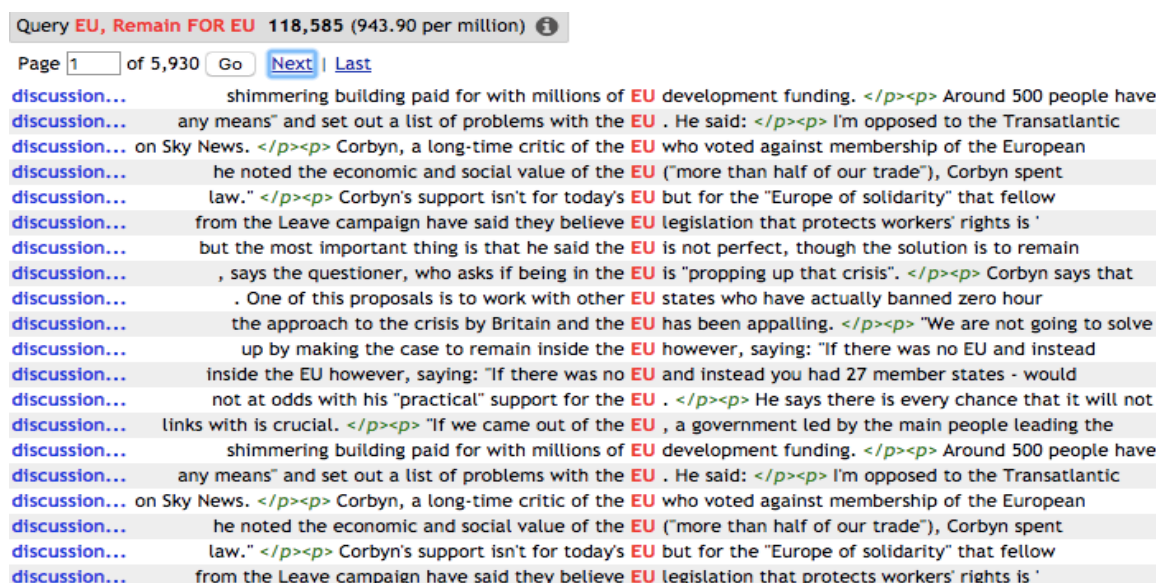 Query EU, Remain FOR EU 118,585 (943.90 per million) i
Page 1 of 5,930 Go Next | Last
discussion... shimmering building paid for with millions of EU development funding. </p><p> Around 500 people have
discussion... any means" and set out a list of problems with the EU . He said: </p><p> I'm opposed to the Transatlantic
discussion... on Sky News. </p><p> Corbyn, a long-time critic of the EU who voted against membership of the European
discussion... he noted the economic and social value of the EU ("more than half of our trade"), Corbyn spent
discussion... law." </p><p> Corbyn's support isn't for today's EU but for the "Europe of solidarity" that fellow
discussion... from the Leave campaign have said they believe EU legislation that protects workers' rights is '
discussion... but the most important thing is that he said the EU is not perfect, though the solution is to remain
discussion... , says the questioner, who asks if being in the EU is "propping up that crisis". </p><p> Corbyn says that
discussion... . One of this proposals is to work with other EU states who have actually banned zero hour
discussion... the approach to the crisis by Britain and the EU has been appalling. </p><p> "We are not going to solve
discussion... up by making the case to remain inside the EU however, saying: "If there was no EU and instead
discussion... inside the EU however, saying: "If there was no EU and instead you had 27 member states - would
discussion... not at odds with his "practical" support for the EU . </p><p> He says there is every chance that it will not
discussion... links with is crucial. </p><p> "If we came out of the EU , a government led by the main people leading the
discussion... shimmering building paid for with millions of EU development funding. </p><p> Around 500 people have
discussion... any means" and set out a list of problems with the EU . He said: </p><p> I'm opposed to the Transatlantic
discussion... on Sky News. </p><p> Corbyn, a long-time critic of the EU who voted against membership of the European
discussion... he noted the economic and social value of the EU ("more than half of our trade"), Corbyn spent
discussion... law." </p><p> Corbyn's support isn't for today's EU but for the "Europe of solidarity" that fellow
discussion... from the Leave campaign have said they believe EU legislation that protects workers' rights is '